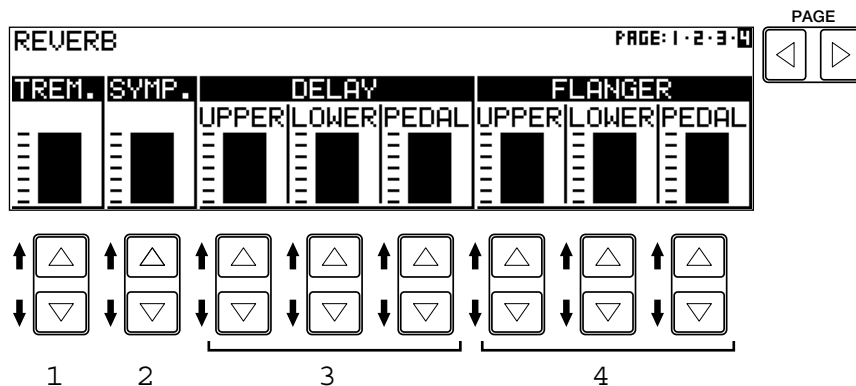 PAGE
REVERB PAGE: 1·2·3·4
TREM. SYMP. DELAY FLANGER
UPPER LOWER PEDAL UPPER LOWER PEDAL
1 2 3 4